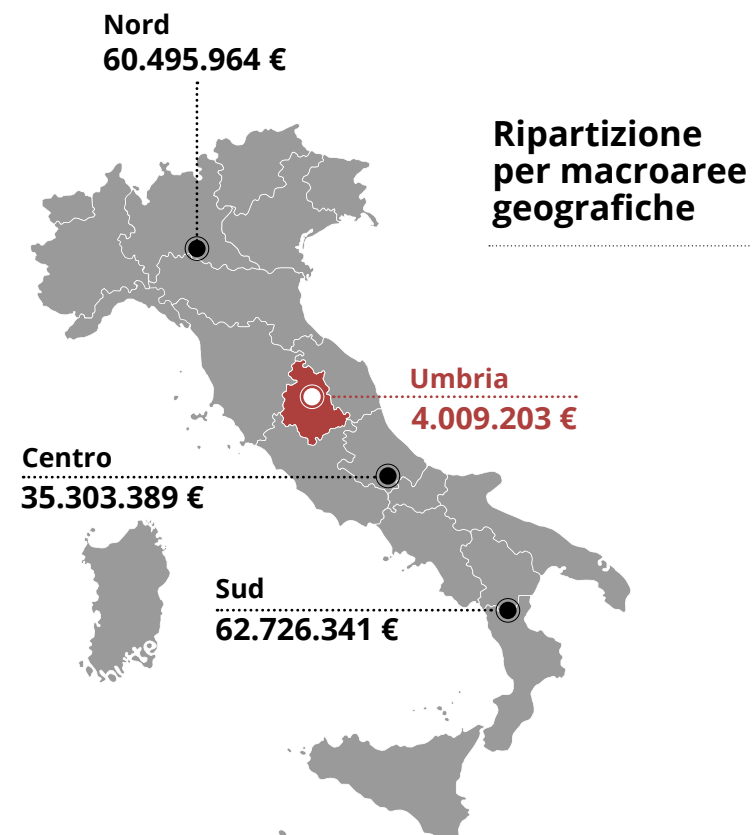 Nord
60.495.964 €
Ripartizione
per macroaree
geografiche
Umbria
4.009.203 €
Centro
35.303.389 €
Sud
62.726.341 €